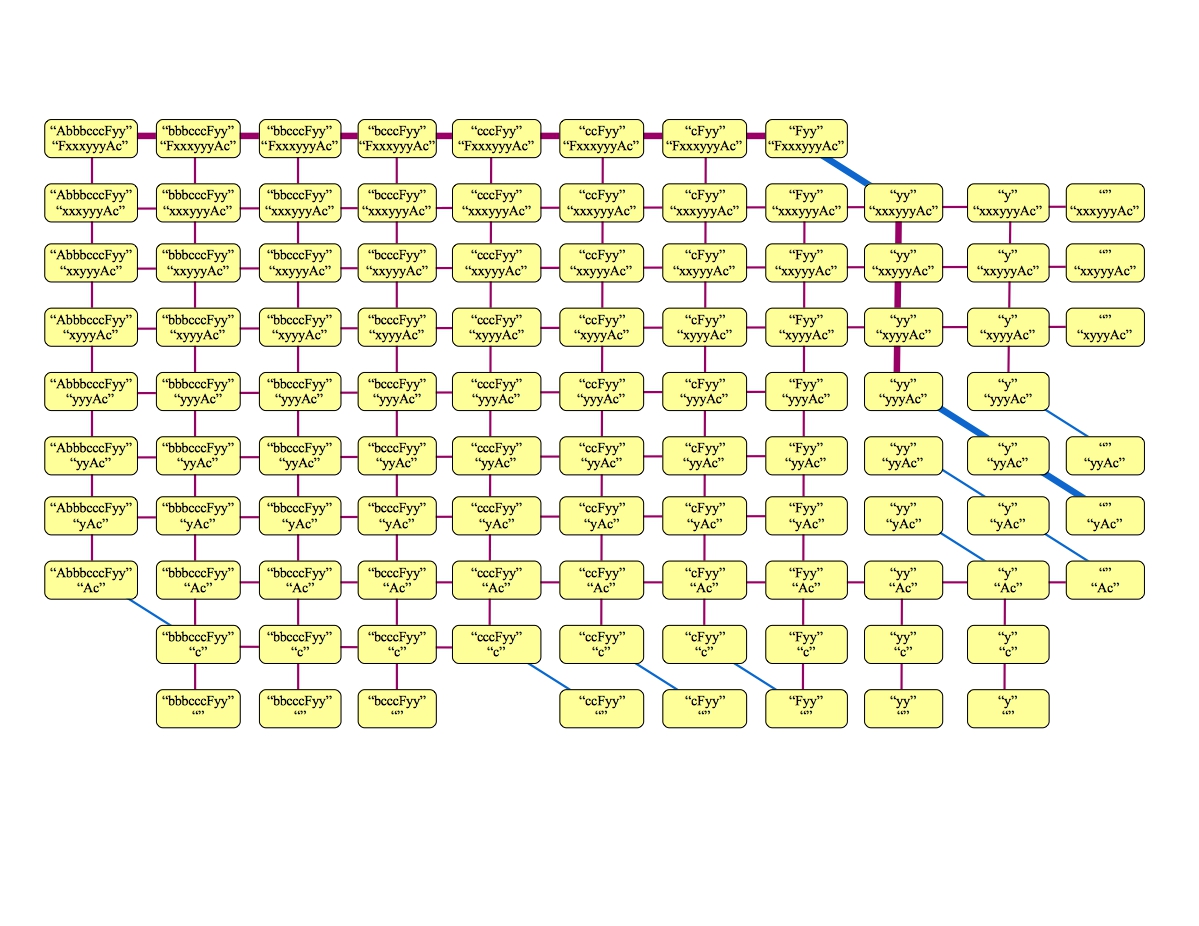 “AbbbcccFyy” “bbbcccFyy” “bbcccFyy” “bcccFyy” “cccFyy” “ccFyy” “cFyy” “Fyy”
“FxxxyyyAc” “FxxxyyyAc” “FxxxyyyAc” “FxxxyyyAc” “FxxxyyyAc” “FxxxyyyAc” “FxxxyyyAc” “FxxxyyyAc”
“AbbbcccFyy” “bbbcccFyy” “bbcccFyy” “bcccFyy” “cccFyy” “ccFyy” “cFyy” “Fyy” “yy” “y” “”
“xxxyyyAc” “xxxyyyAc” “xxxyyyAc” “xxxyyyAc” “xxxyyyAc” “xxxyyyAc” “xxxyyyAc” “xxxyyyAc” “xxxyyyAc” “xxxyyyAc” “xxxyyyAc”
“AbbbcccFyy” “bbbcccFyy” “bbcccFyy” “bcccFyy” “cccFyy” “ccFyy” “cFyy” “Fyy” “yy” “y” “”
“xxyyyAc” “xxyyyAc” “xxyyyAc” “xxyyyAc” “xxyyyAc” “xxyyyAc” “xxyyyAc” “xxyyyAc” “xxyyyAc” “xxyyyAc” “xxyyyAc”
“AbbbcccFyy” “bbbcccFyy” “bbcccFyy” “bcccFyy” “cccFyy” “ccFyy” “cFyy” “Fyy” “yy” “y” “”
“xyyyAc” “xyyyAc” “xyyyAc” “xyyyAc” “xyyyAc” “xyyyAc” “xyyyAc” “xyyyAc” “xyyyAc” “xyyyAc” “xyyyAc”
“AbbbcccFyy” “bbbcccFyy” “bbcccFyy” “bcccFyy” “cccFyy” “ccFyy” “cFyy” “Fyy” “yy” “y”
“yyyAc” “yyyAc” “yyyAc” “yyyAc” “yyyAc” “yyyAc” “yyyAc” “yyyAc” “yyyAc” “yyyAc”
“AbbbcccFyy” “bbbcccFyy” “bbcccFyy” “bcccFyy” “cccFyy” “ccFyy” “cFyy” “Fyy” “yy” “y” “”
“yyAc” “yyAc” “yyAc” “yyAc” “yyAc” “yyAc” “yyAc” “yyAc” “yyAc” “yyAc” “yyAc”
“AbbbcccFyy” “bbbcccFyy” “bbcccFyy” “bcccFyy” “cccFyy” “ccFyy” “cFyy” “Fyy” “yy” “y” “”
“yAc” “yAc” “yAc” “yAc” “yAc” “yAc” “yAc” “yAc” “yAc” “yAc” “yAc”
“AbbbcccFyy” “bbbcccFyy” “bbcccFyy” “bcccFyy” “cccFyy” “ccFyy” “cFyy” “Fyy” “yy” “y” “”
“Ac” “Ac” “Ac” “Ac” “Ac” “Ac” “Ac” “Ac” “Ac” “Ac” “Ac”
“bbbcccFyy” “bbcccFyy” “bcccFyy” “cccFyy” “ccFyy” “cFyy” “Fyy” “yy” “y”
“c” “c” “c” “c” “c” “c” “c” “c” “c”
“bbbcccFyy” “bbcccFyy” “bcccFyy” “ccFyy” “cFyy” “Fyy” “yy” “y”
“” “” “” “” “” “” “” “”